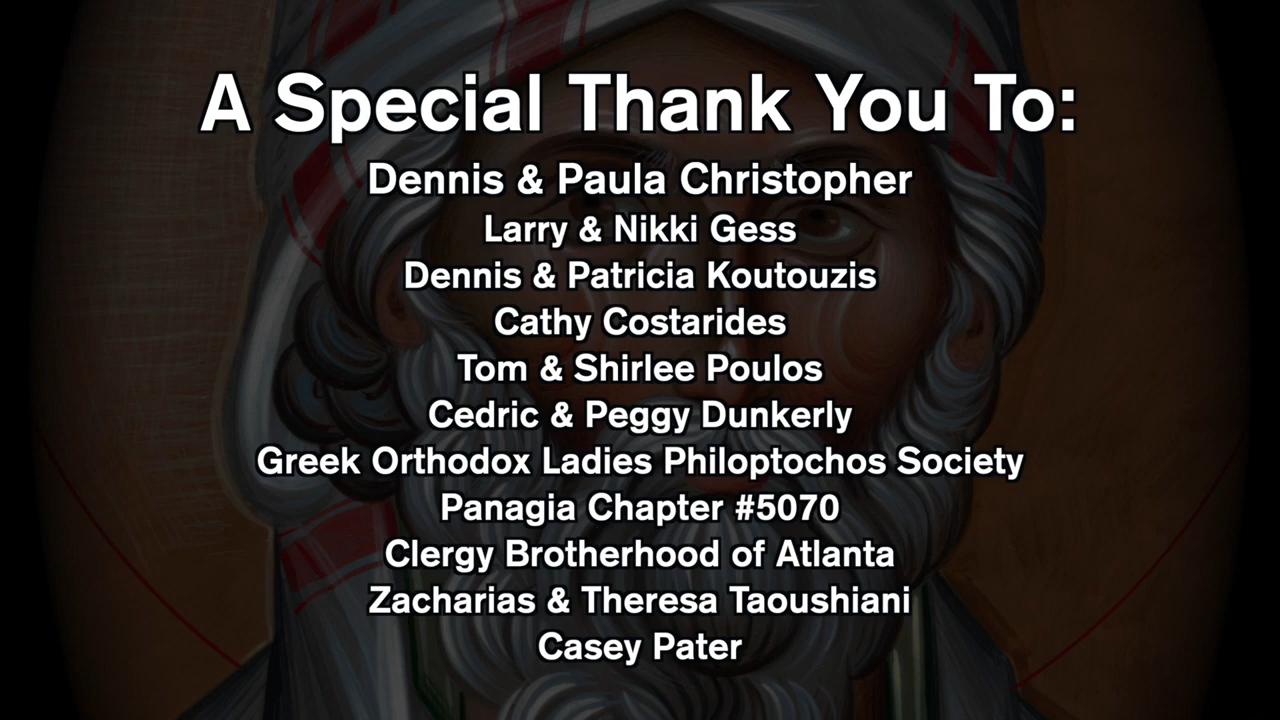 A Special Thank You To:
Dennis & Paula Christopher
Larry & Nikki Gess
Dennis & Patricia Koutouzis
Cathy Costarides
Tom & Shirlee Poulos
Cedric & Peggy Dunkerly
Greek Orthodox Ladies Philoptochos Society
Panagia Chapter #5070
Clergy Brotherhood of Atlanta
Zacharias & Theresa Taoushiani
Casey Pater